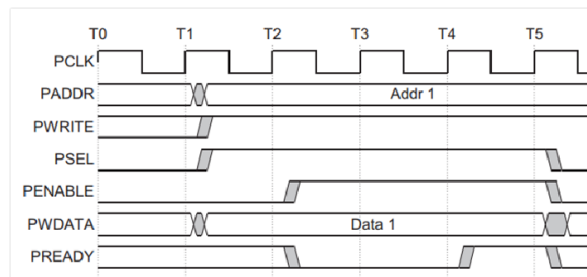 T0 T1 T2 T3 T4 T5
PCLK
PADDR Addr 1
PWRITE
PSEL
PENABLE
PWDATA Data 1
PREADY